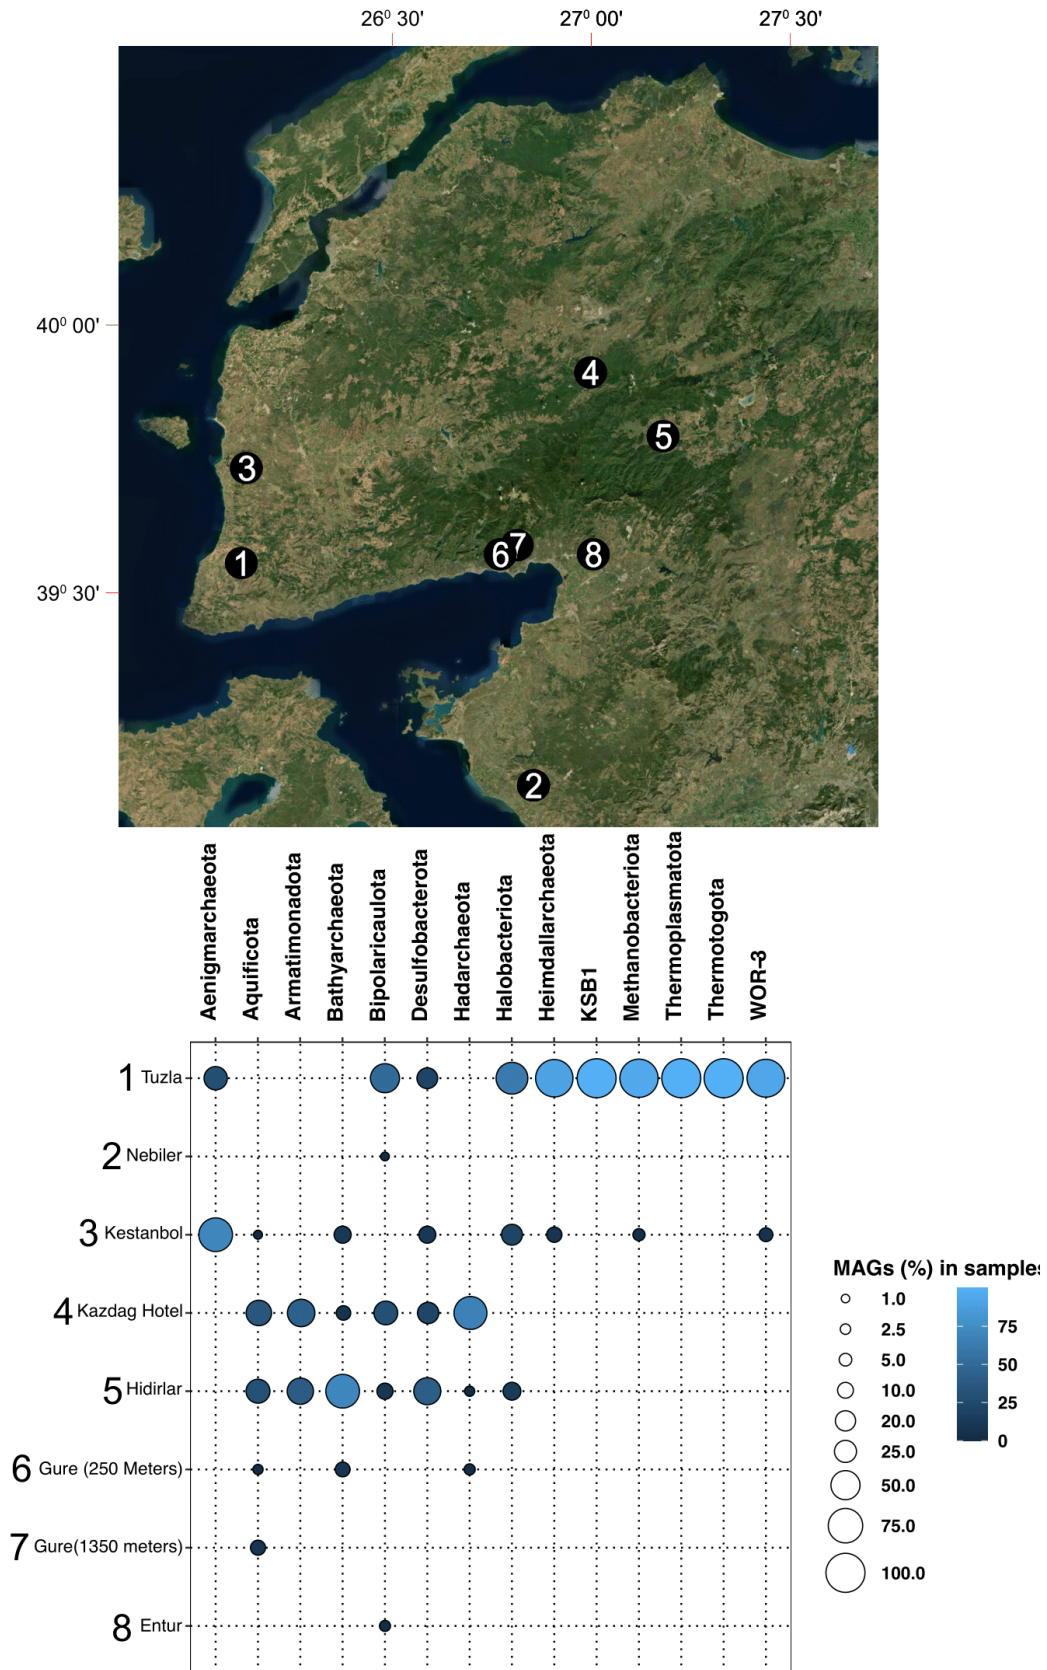 26⁰ 30'
27⁰ 00'
27⁰ 30'
40⁰ 00'
39⁰ 30'
4
5
3
7
6
8
1
2
Aenigmarchaeota
Aquificota
Armatimonadota
Bathyarchaeota
Bipolaricaulota
Desulfobacterota
Hadarchaeota
Halobacteriota
Heimdallarchaeota
KSB1
Methanobacteriota
Thermoplasmatota
Thermotogota
WOR-3
1 Tuzla
2 Nebiler
3 Kestanbol
4 Kazdag Hotel
5 Hidirlar
6 Gure (250 Meters)
7 Gure(1350 meters)
8 Entur
MAGs (%) in samples
1.0
2.5
5.0
10.0
20.0
25.0
50.0
75.0
100.0
75
50
25
0